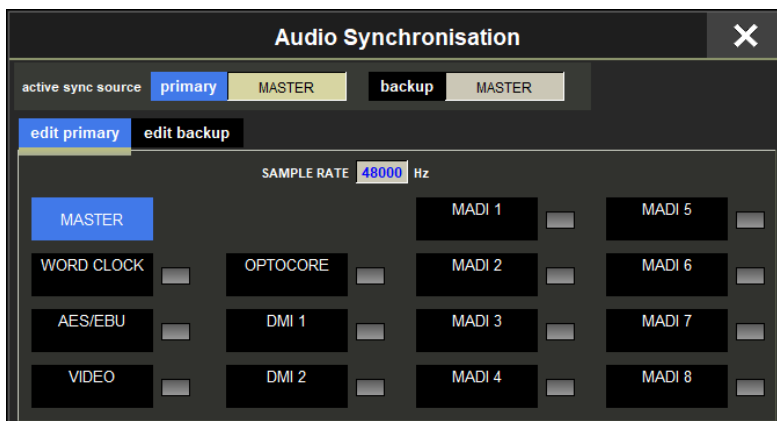 Audio Synchronisation
active sync source primary MASTER backup MASTER
edit primary edit backup
SAMPLE RATE 48000 Hz
MASTER MADI 1 MADI 5
WORD CLOCK OPTOCORE MADI 2 MADI 6
AES/EBU DMI 1 MADI 3 MADI 7
VIDEO DMI 2 MADI 4 MADI 8